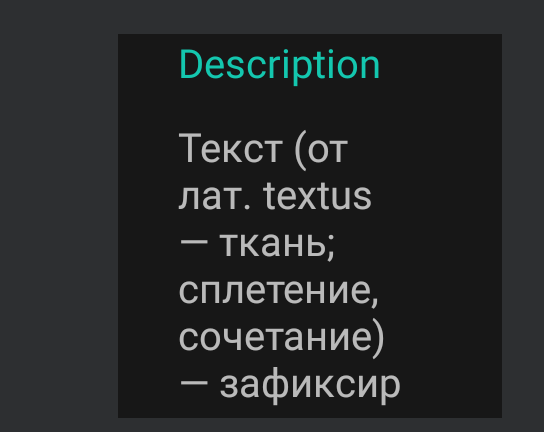 Description
Текст (от
лат. textus
— ткань;
сплетение,
сочетание)
— зафиксир